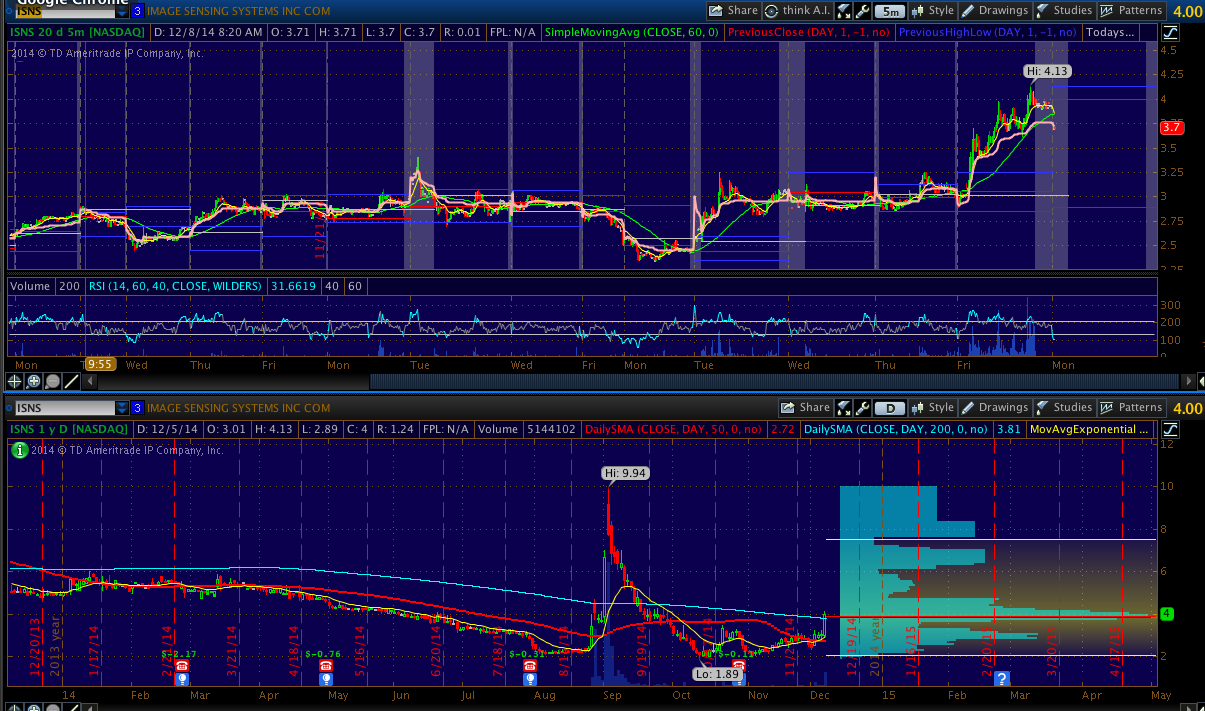 Google Chrome
ISNS 3 IMAGE SENSING SYSTEMS INC COM Share think A.I. 5m Style Drawings Studies Patterns 4.00
ISNS 20 d 5m [NASDAQ] D: 12/8/14 8:20 AM O: 3.71 H: 3.71 L: 3.7 C: 3.7 R: 0.01 FPL: N/A SimpleMovingAvg (CLOSE, 60, 0) PreviousClose (DAY, 1, -1, no) PreviousHighLow (DAY, 1, -1, no) Todays...
2014 © TD Ameritrade IP Company, Inc.
4.5
Hi: 4.13
4.25
4
3.75
3.7
3.5
3.25
3
2.75
2.5
2.25
11/21
Volume 200 RSI (14, 60, 40, CLOSE, WILDERS) 31.6619 40 60
300
200
100
Mon 9:55 Wed Thu Fri Mon Tue Wed Fri Mon Tue Wed Thu Fri Mon
ISNS 3 IMAGE SENSING SYSTEMS INC COM Share D Style Drawings Studies Patterns 4.00
ISNS 1 y D [NASDAQ] D: 12/5/14 O: 3.01 H: 4.13 L: 2.89 C: 4 R: 1.24 FPL: N/A Volume 5144102 DailySMA (CLOSE, DAY, 50, 0, no) 2.72 DailySMA (CLOSE, DAY, 200, 0, no) 3.81 MovAvgExponential ...
2014 © TD Ameritrade IP Company, Inc.
12
Hi: 9.94
10
8
6
4
2
12/20/13 2013 year 1/17/14 3/21/14 4/18/14 5/16/14 6/20/14 7/18/14 9/19/14 12/19/14 2014 year 1/16/15 3/20/15 4/17/15
$-2.17 $-0.76 $-0.31
Lo: 1.89
14 Feb Mar Apr May Jun Jul Aug Sep Oct Nov Dec 15 Feb Mar Apr May